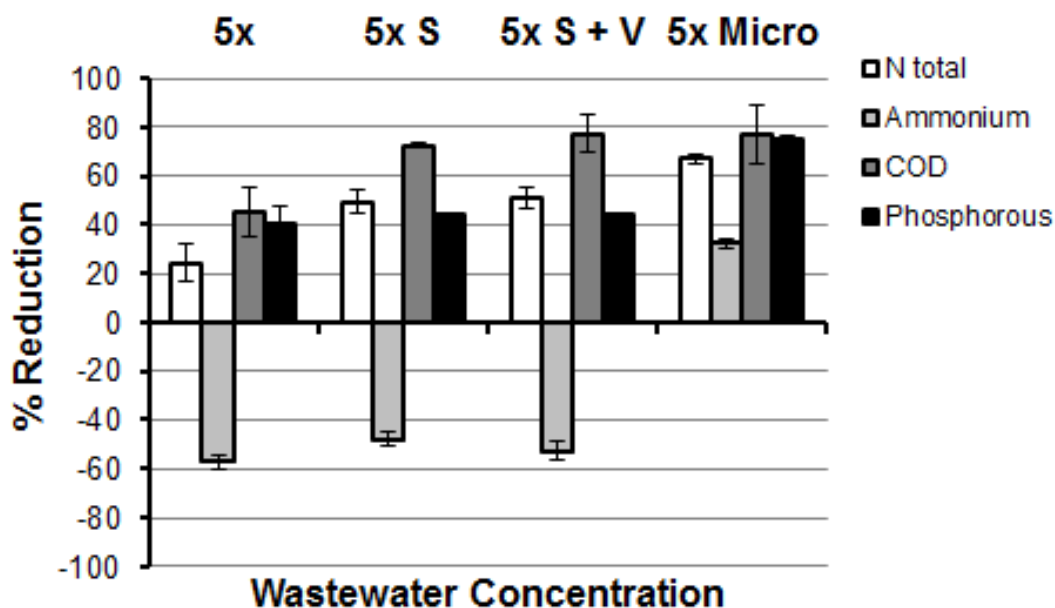 5x 5x S 5x S + V 5x Micro
100
80
60
40
20
0
-20
-40
-60
-80
-100
% Reduction
Wastewater Concentration
N total
Ammonium
COD
Phosphorous